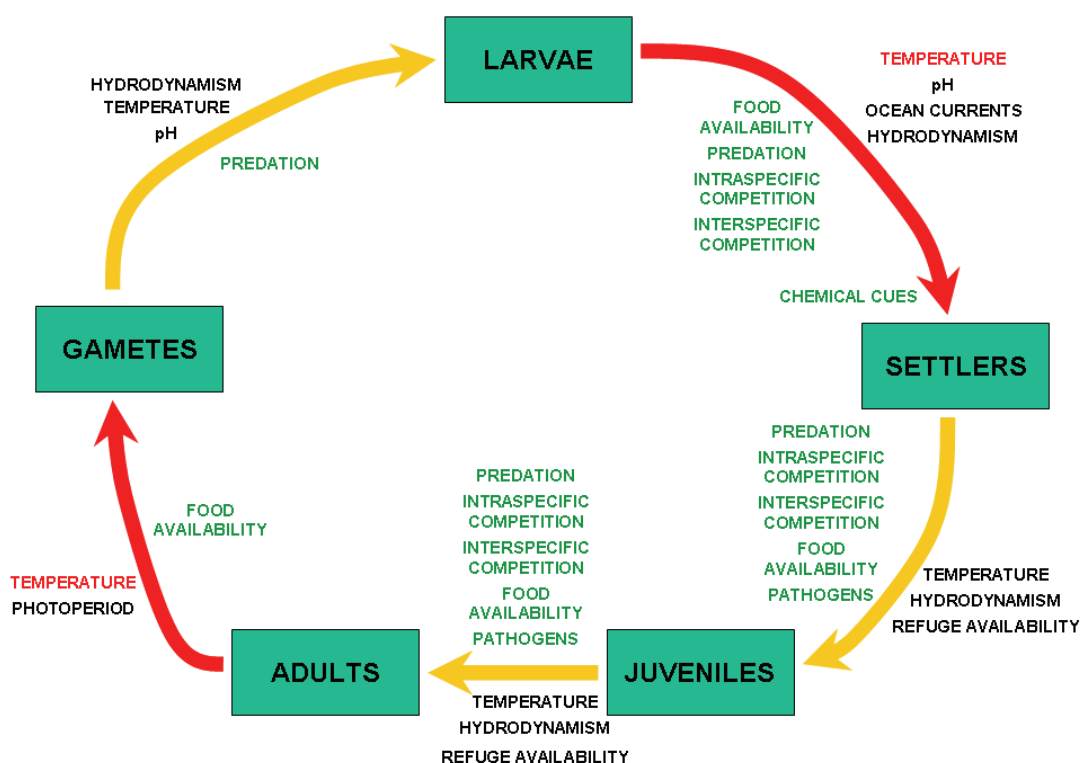 LARVAE
TEMPERATURE
pH
OCEAN CURRENTS
HYDRODYNAMISM
FOOD
AVAILABILITY
PREDATION
INTRASPECIFIC
COMPETITION
INTERSPECIFIC
COMPETITION
CHEMICAL CUES
SETTLERS
PREDATION
INTRASPECIFIC
COMPETITION
INTERSPECIFIC
COMPETITION
FOOD
AVAILABILITY
PATHOGENS
TEMPERATURE
HYDRODYNAMISM
REFUGE AVAILABILITY
JUVENILES
PREDATION
INTRASPECIFIC
COMPETITION
INTERSPECIFIC
COMPETITION
FOOD
AVAILABILITY
PATHOGENS
TEMPERATURE
HYDRODYNAMISM
REFUGE AVAILABILITY
ADULTS
FOOD
AVAILABILITY
TEMPERATURE
PHOTOPERIOD
GAMETES
HYDRODYNAMISM
TEMPERATURE
pH
PREDATION